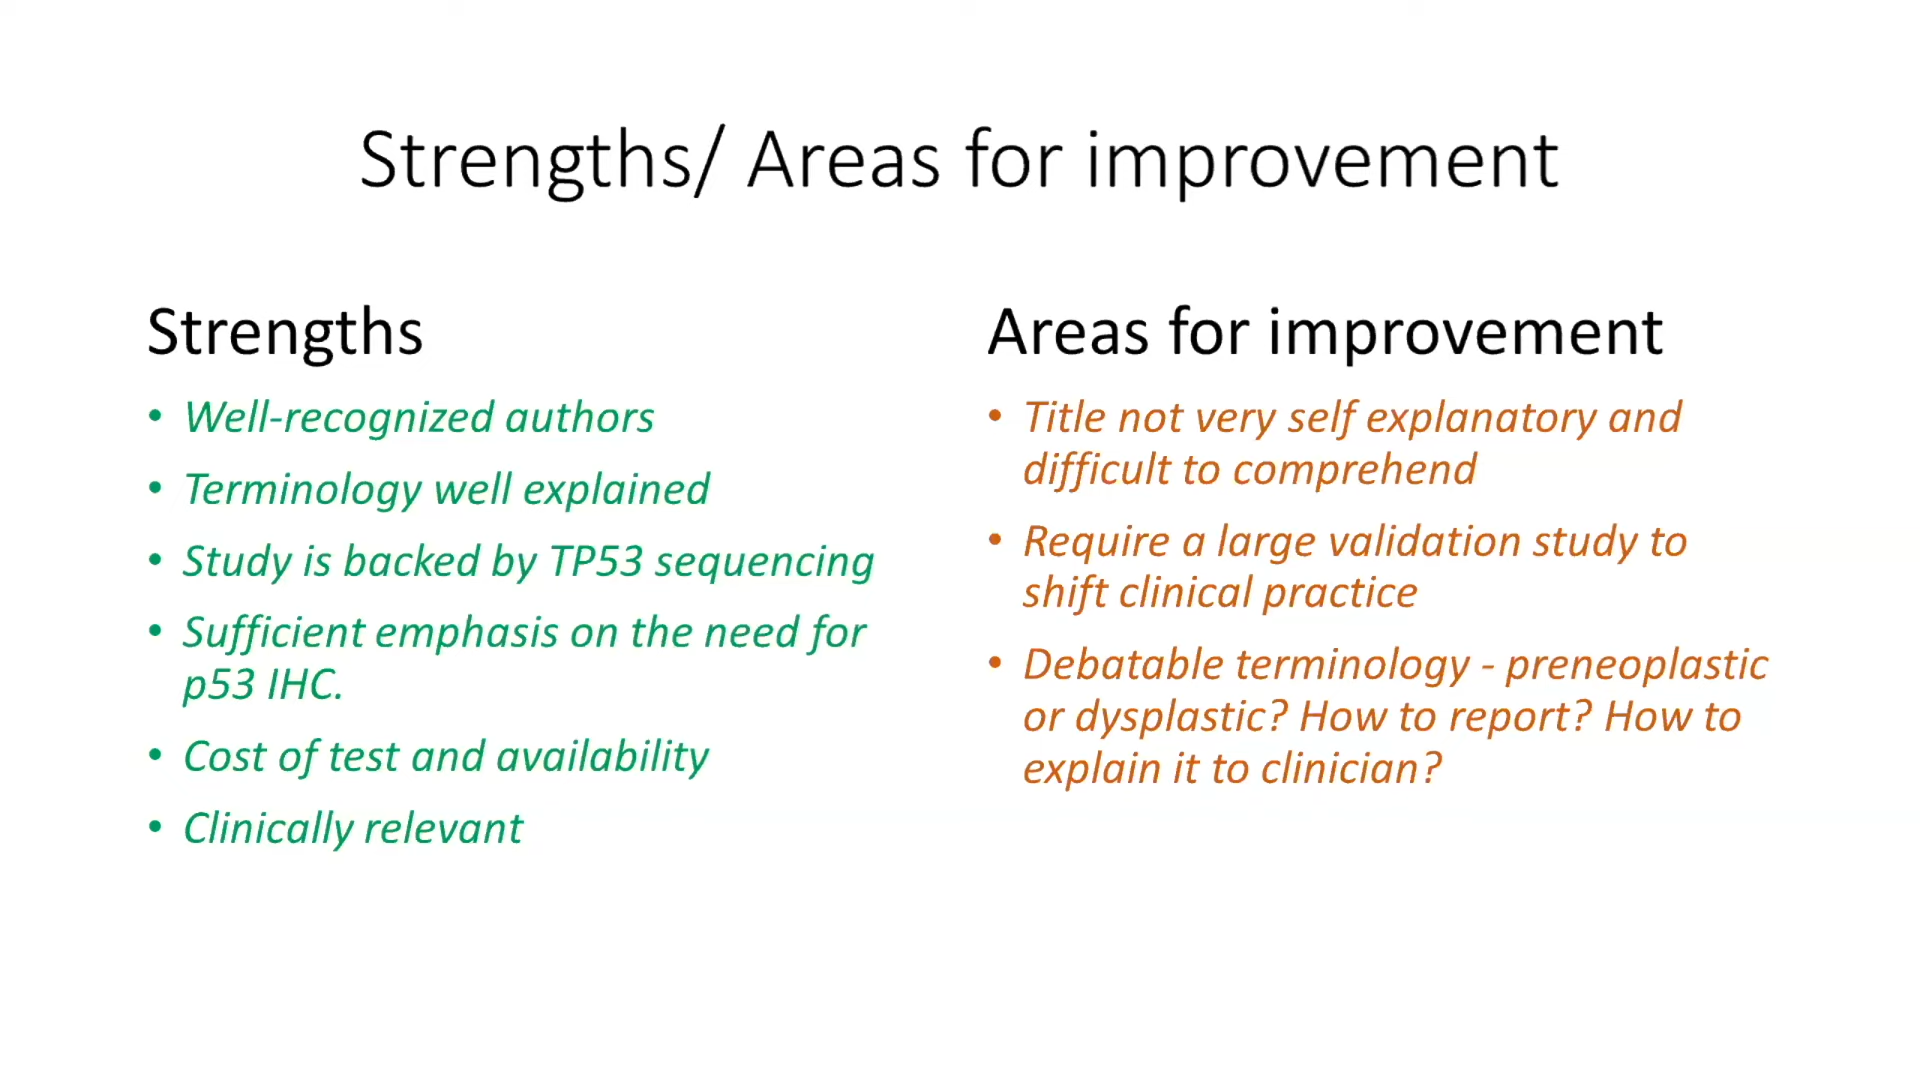 Strengths/ Areas for improvement
Strengths
• Well-recognized authors
• Terminology well explained
• Study is backed by TP53 sequencing
• Sufficient emphasis on the need for
p53 IHC.
• Cost of test and availability
• Clinically relevant
Areas for improvement
• Title not very self explanatory and
difficult to comprehend
• Require a large validation study to
shift clinical practice
• Debatable terminology - preneoplastic
or dysplastic? How to report? How to
explain it to clinician?